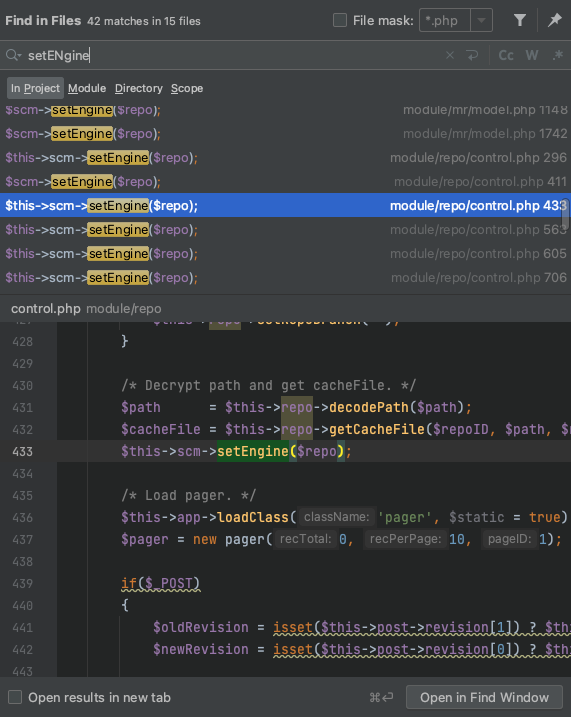 Find in Files 42 matches in 15 files File mask: *.php
setENgine Cc W .*
In Project Module Directory Scope
$scm->setEngine($repo); module/mr/model.php 1148
$scm->setEngine($repo); module/mr/model.php 1742
$this->scm->setEngine($repo); module/repo/control.php 296
$scm->setEngine($repo); module/repo/control.php 411
$this->scm->setEngine($repo); module/repo/control.php 433
$this->scm->setEngine($repo); module/repo/control.php 563
$this->scm->setEngine($repo); module/repo/control.php 605
$this->scm->setEngine($repo); module/repo/control.php 706
control.php module/repo
428 }
429
430 /* Decrypt path and get cacheFile. */
431 $path = $this->repo->decodePath($path);
432 $cacheFile = $this->repo->getCacheFile($repoID, $path, $
433 $this->scm->setEngine($repo);
434
435 /* Load pager. */
436 $this->app->loadClass( className: 'pager', $static = true)
437 $pager = new pager( recTotal: 0, recPerPage: 10, pageID: 1);
438
439 if($_POST)
440 {
441 $oldRevision = isset($this->post->revision[1]) ? $th
442 $newRevision = isset($this->post->revision[0]) ? $th
443
Open results in new tab ⌘↩ Open in Find Window